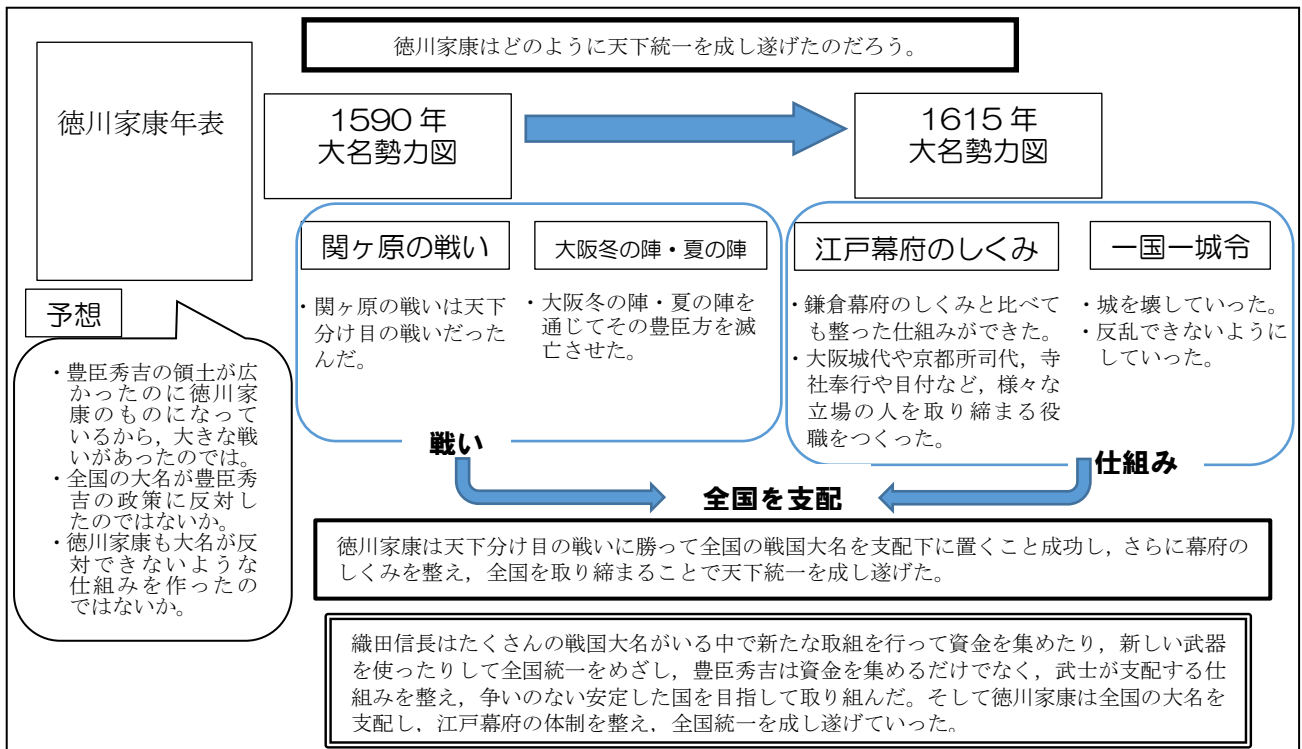 徳川家康はどのように天下統一を成し遂げたのだろう。
徳川家康年表
1590 年
大名勢力図
1615 年
大名勢力図
関ヶ原の戦い
・関ヶ原の戦いは天下
分け目の戦いだった
んだ。
大阪冬の陣・夏の陣
・大阪冬の陣・夏の陣を
通じてその豊臣方を滅
亡させた。
戦い
江戸幕府のしくみ
・鎌倉幕府のしくみと比べて
も整った仕組みができた。
・大阪城代や京都所司代，寺
社奉行や目付など，様々な
立場の人を取り締まる役
職をつくった。
一国一城令
・城を壊していった。
・反乱できないように
していった。
仕組み
予想
・豊臣秀吉の領土が広
かったのに徳川家
康のものになって
いるから，大きな戦
いがあったのでは。
・全国の大名が豊臣秀
吉の政策に反対し
たのではないか。
・徳川家康も大名が反
対できないような
仕組みを作ったの
ではないか。
全国を支配
徳川家康は天下分け目の戦いに勝って全国の戦国大名を支配下に置くこと成功し，さらに幕府の
しくみを整え，全国を取り締まることで天下統一を成し遂げた。
織田信長はたくさんの戦国大名がいる中で新たな取組を行って資金を集めたり，新しい武器
を使ったりして全国統一をめざし，豊臣秀吉は資金を集めるだけでなく，武士が支配する仕
組みを整え，争いのない安定した国を目指して取り組んだ。そして徳川家康は全国の大名を
支配し，江戸幕府の体制を整え，全国統一を成し遂げていった。